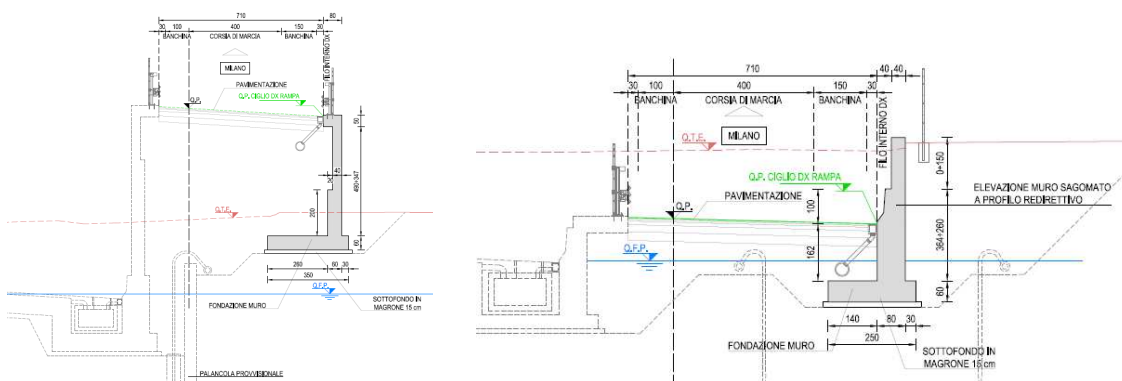 710
80
30
100
400
150
30
BANCHINA
CORSIA DI MARCIA
BANCHINA
FILO INTERNO DX
MILANO
PAVIMENTAZIONE
Q.P. CIGLIO DX RAMPA
Q.P.
50
40
490÷347
200
Q.T.E.
60
260
60
30
350
Q.F.P.
FONDAZIONE MURO
SOTTOFONDO IN
MAGRONE 15 cm
PALANCOLA PROVVISIONALE
40
40
710
30
100
400
150
30
BANCHINA
CORSIA DI MARCIA
BANCHINA
FILO INTERNO DX
Q.T.E.
MILANO
0÷150
Q.P. CIGLIO DX RAMPA
PAVIMENTAZIONE
100
ELEVAZIONE MURO SAGOMATO
A PROFILO REDIRETTIVO
Q.P.
364÷260
Q.F.P.
162
60
140
80
30
FONDAZIONE MURO
250
SOTTOFONDO IN
MAGRONE 15 cm